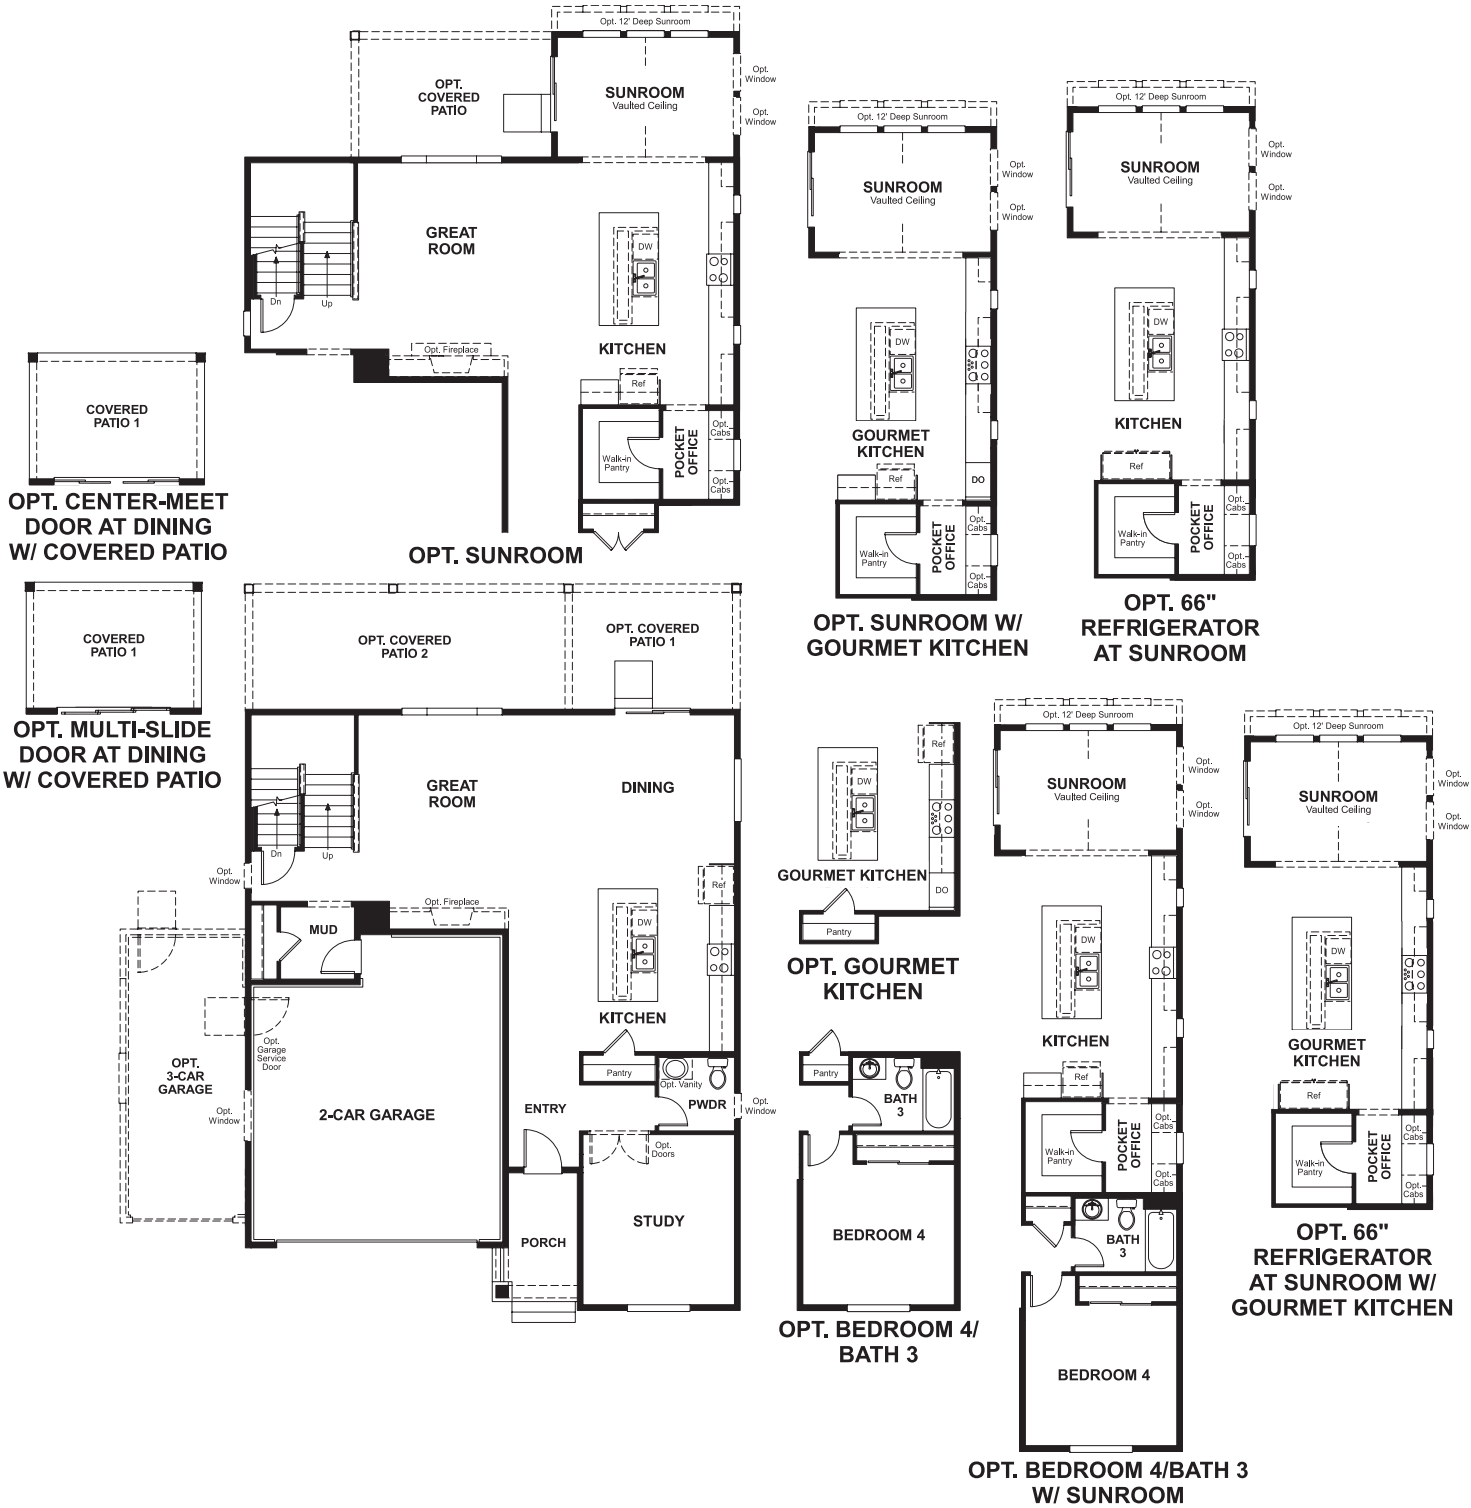 Opt. 12' Deep Sunroom
OPT.
COVERED
PATIO
SUNROOM
Vaulted Ceiling
Opt.
Window
Opt.
Window
GREAT
ROOM
DW
Dn
Up
KITCHEN
Opt. Fireplace
Ref
Walk-in
Pantry
POCKET
OFFICE
Opt.
Cabs
Opt.
Cabs
OPT. SUNROOM
COVERED
PATIO 1
OPT. CENTER-MEET
DOOR AT DINING
W/ COVERED PATIO
COVERED
PATIO 1
OPT. MULTI-SLIDE
DOOR AT DINING
W/ COVERED PATIO
Opt. 12' Deep Sunroom
SUNROOM
Vaulted Ceiling
Opt.
Window
Opt.
Window
DW
GOURMET
KITCHEN
Ref
DO
Walk-in
Pantry
POCKET
OFFICE
Opt.
Cabs
Opt.
Cabs
OPT. SUNROOM W/
GOURMET KITCHEN
Opt. 12' Deep Sunroom
SUNROOM
Vaulted Ceiling
Opt.
Window
Opt.
Window
DW
KITCHEN
Ref
Walk-in
Pantry
POCKET
OFFICE
Opt.
Cabs
Opt.
Cabs
OPT. 66"
REFRIGERATOR
AT SUNROOM
OPT. COVERED
PATIO 2
OPT. COVERED
PATIO 1
GREAT
ROOM
DINING
Dn
Up
Opt.
Window
MUD
Opt. Fireplace
Ref
DW
KITCHEN
Opt.
Garage
Service
Door
OPT.
3-CAR
GARAGE
Opt.
Window
2-CAR GARAGE
ENTRY
Pantry
Opt. Vanity
PWDR
Opt.
Window
Opt.
Doors
STUDY
PORCH
Ref
DW
GOURMET KITCHEN
DO
Pantry
OPT. GOURMET
KITCHEN
Pantry
BATH
3
BEDROOM 4
OPT. BEDROOM 4/
BATH 3
Opt. 12' Deep Sunroom
SUNROOM
Vaulted Ceiling
Opt.
Window
Opt.
Window
DW
KITCHEN
Ref
Walk-in
Pantry
POCKET
OFFICE
Opt.
Cabs
Opt.
Cabs
BATH
3
BEDROOM 4
OPT. BEDROOM 4/BATH 3
W/ SUNROOM
Opt. 12' Deep Sunroom
SUNROOM
Vaulted Ceiling
Opt.
Window
Opt.
Window
DW
GOURMET
KITCHEN
Ref
Walk-in
Pantry
POCKET
OFFICE
Opt.
Cabs
Opt.
Cabs
OPT. 66"
REFRIGERATOR
AT SUNROOM W/
GOURMET KITCHEN